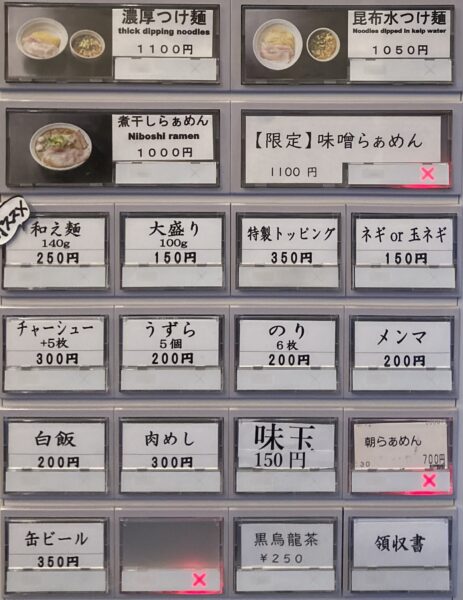 濃厚つけ麺
thick dipping noodles
1100円
昆布水つけ麺
Noodles dipped in kelp water
1050円
煮干しらぁめん
Niboshi ramen
1000円
【限定】味噌らぁめん
1100 円
オススメ
和え麺
140g
250円
大盛り
100g
150円
特製トッピング
350円
ネギ or 玉ネギ
150円
チャーシュー
+5枚
300円
うずら
5個
200円
のり
6枚
200円
メンマ
200円
白飯
200円
肉めし
300円
味玉
150円
朝らぁめん
700円
缶ビール
350円
黒烏龍茶
¥250
領収書